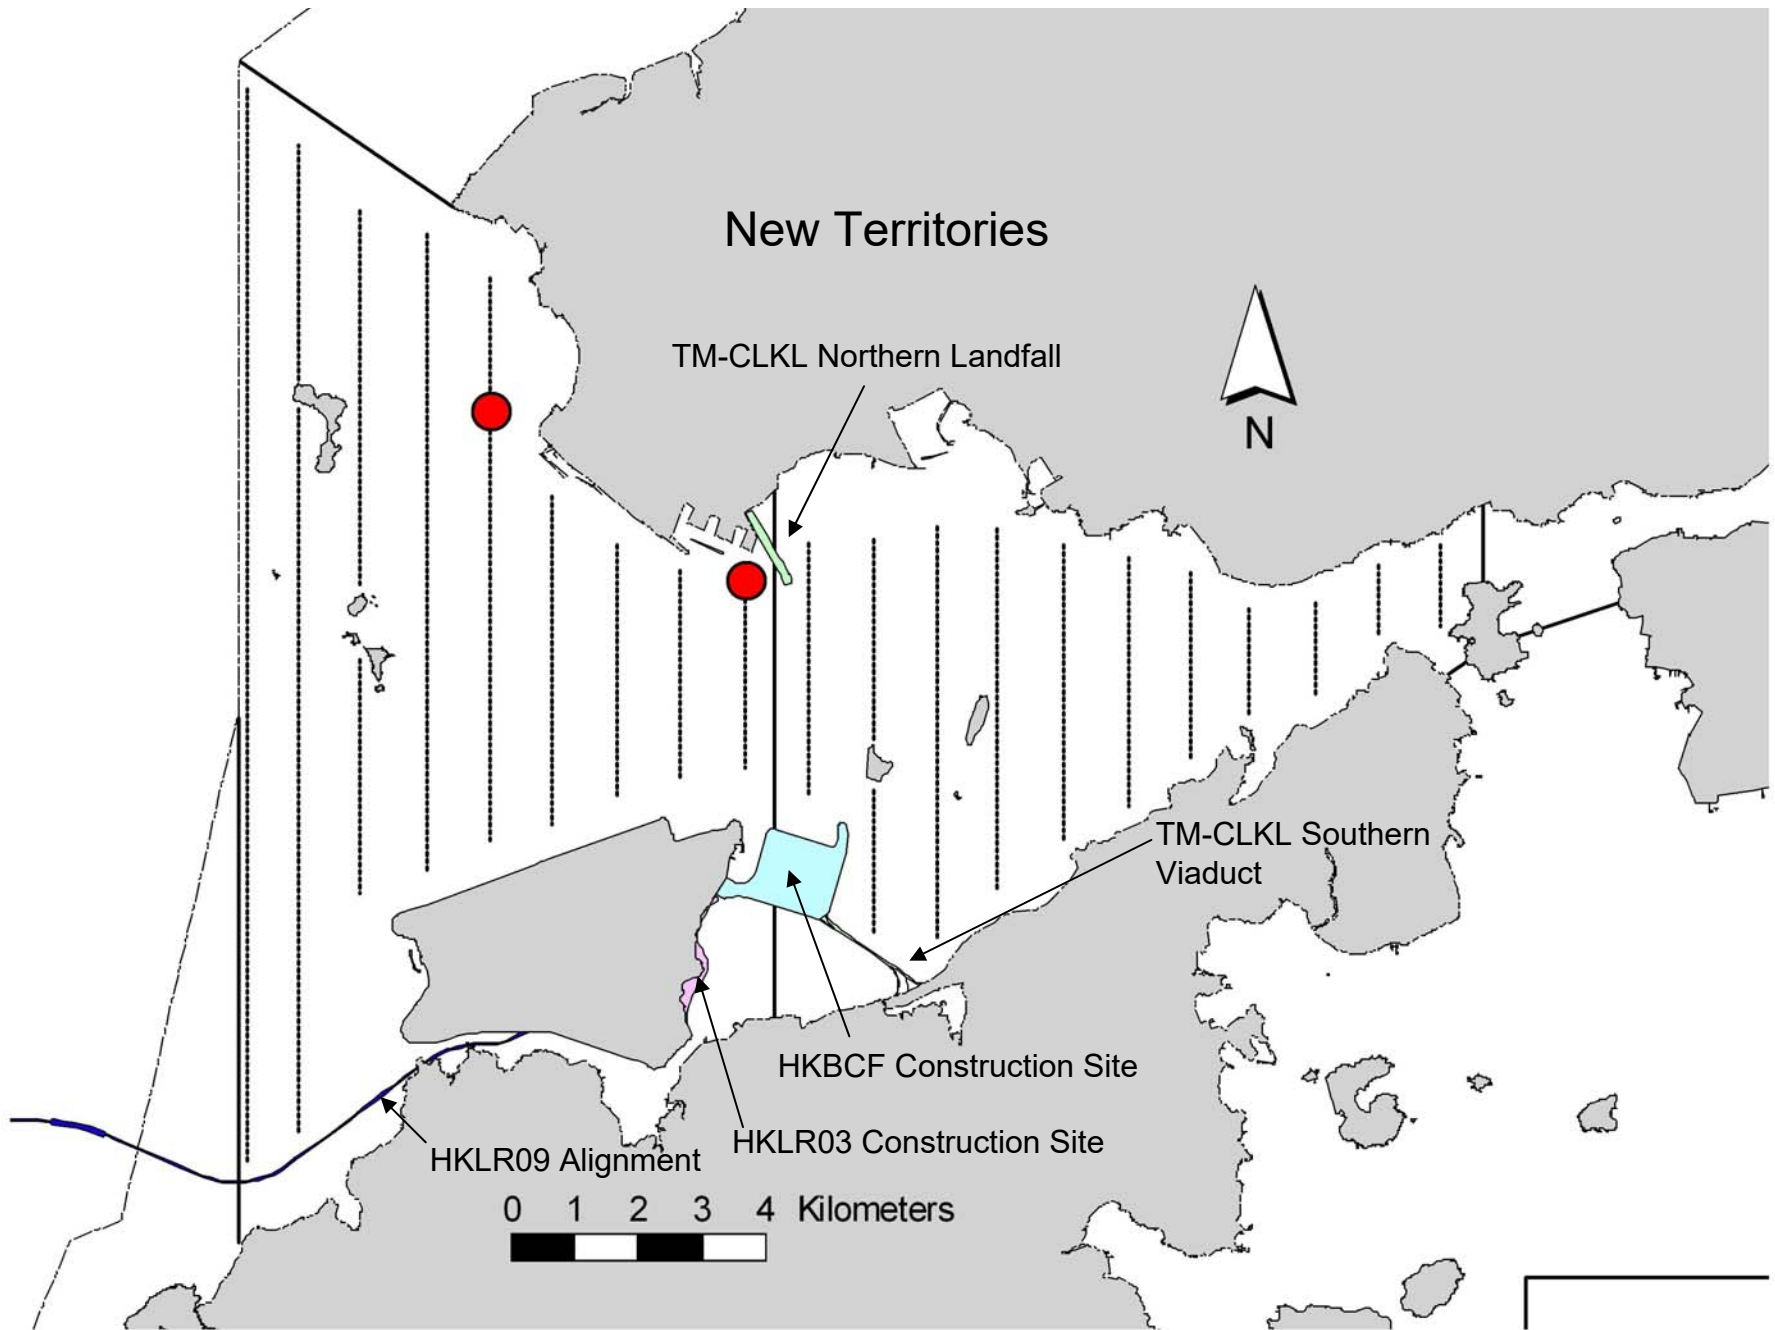 New Territories
TM-CLKL Northern Landfall
N
TM-CLKL Southern
Viaduct
HKBCF Construction Site
HKLR03 Construction Site
HKLR09 Alignment
0 1 2 3 4 Kilometers